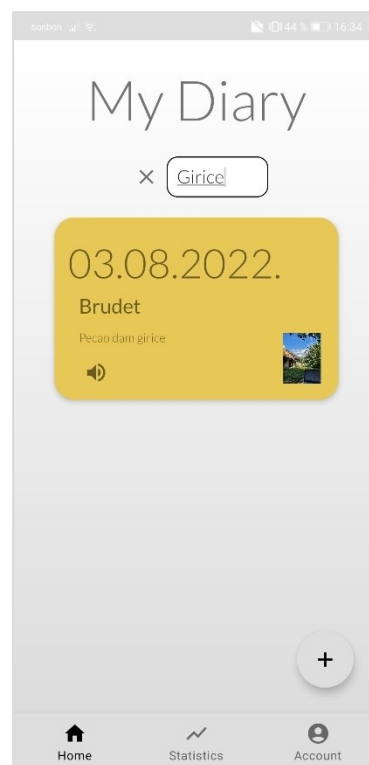 bonbon 44 % 16:34
My Diary
Girice
03.08.2022.
Brudet
Pecao dam girice
+
Home Statistics Account